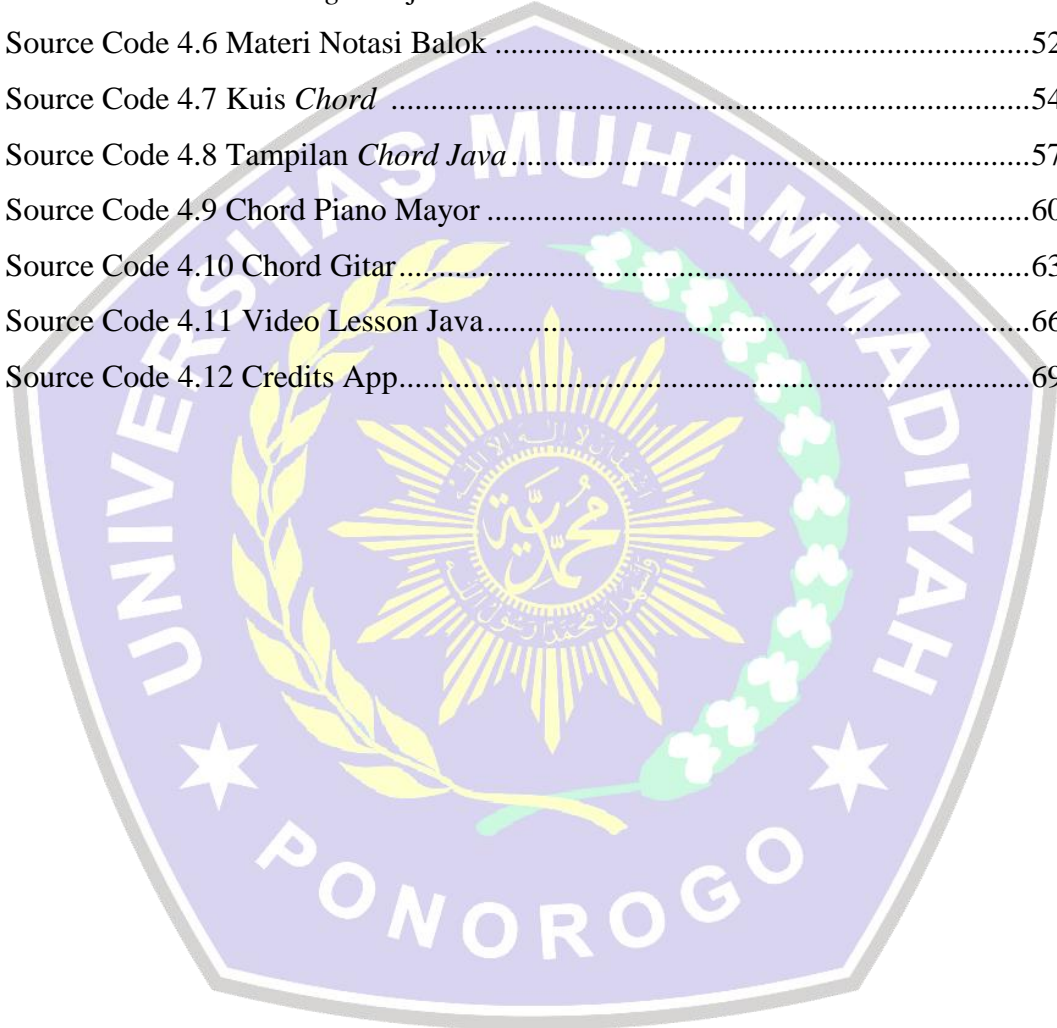 Source Code 4.6 Materi Notasi Balok ................................................................52
Source Code 4.7 Kuis Chord ............................................................................54
Source Code 4.8 Tampilan Chord Java ..............................................................57
Source Code 4.9 Chord Piano Mayor .................................................................60
Source Code 4.10 Chord Gitar...........................................................................63
Source Code 4.11 Video Lesson Java..................................................................66
Source Code 4.12 Credits App............................................................................69
UNIVERSITAS MUHAMMADIYAH
PONOROGO